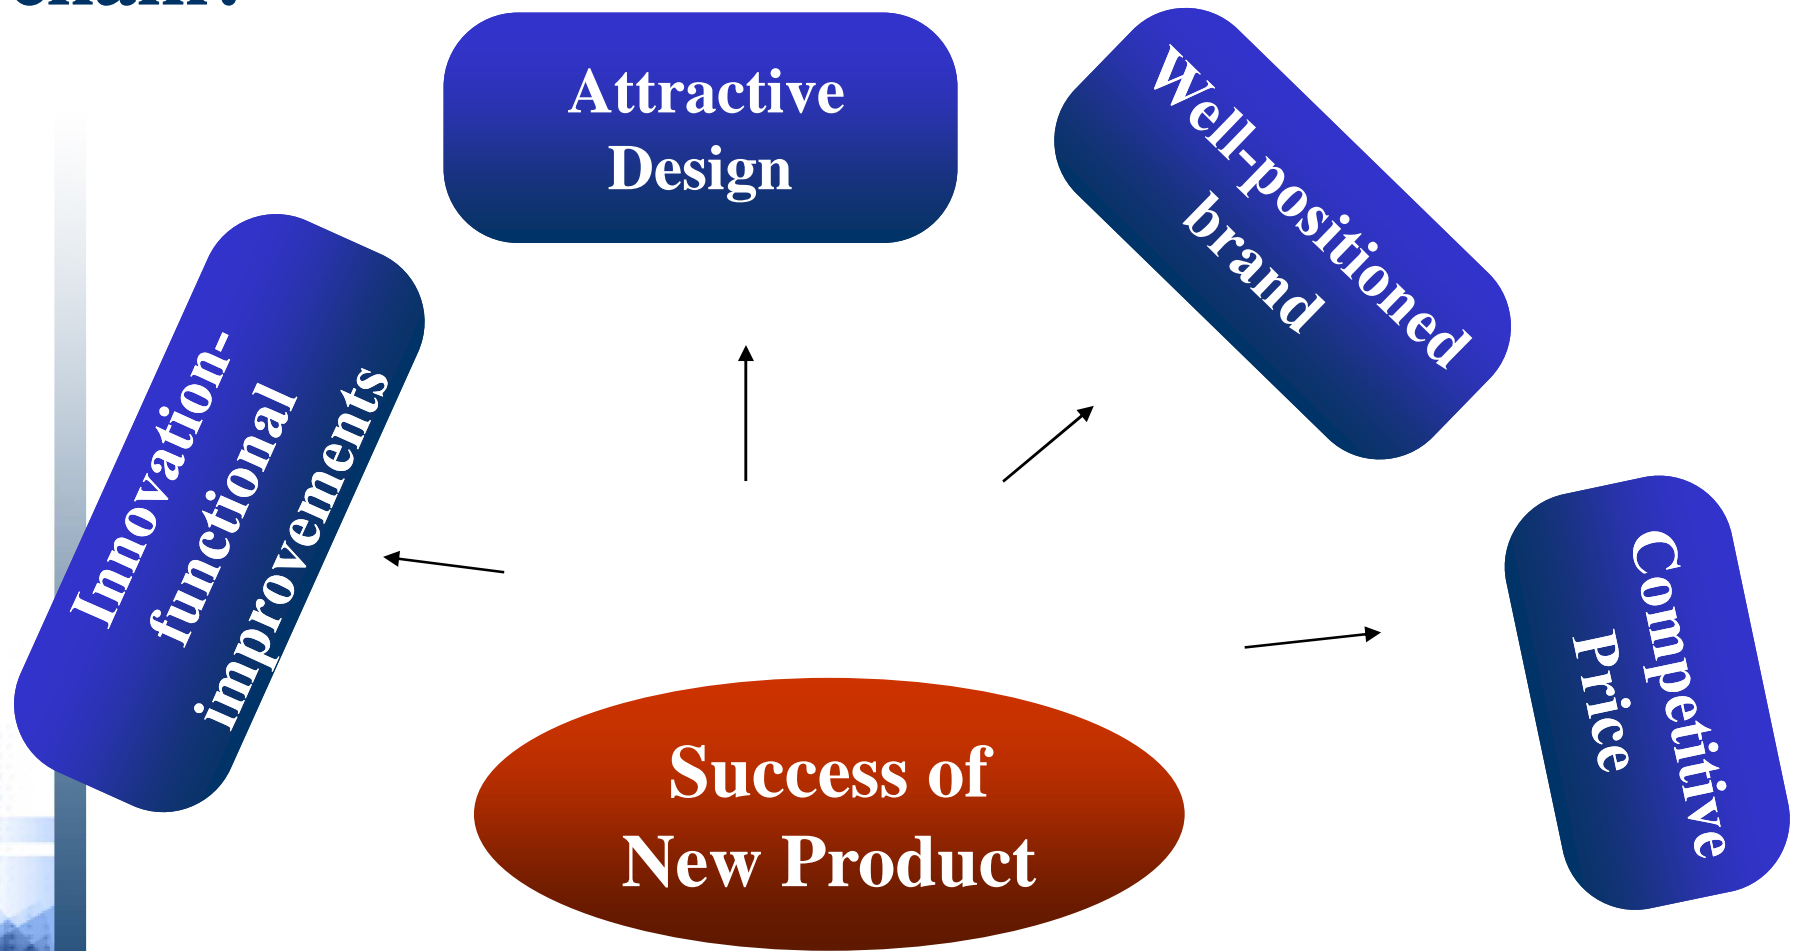 Attractive
Design
Well-positioned
brand
Innovation-
functional
improvements
Competitive
Price
Success of
New Product